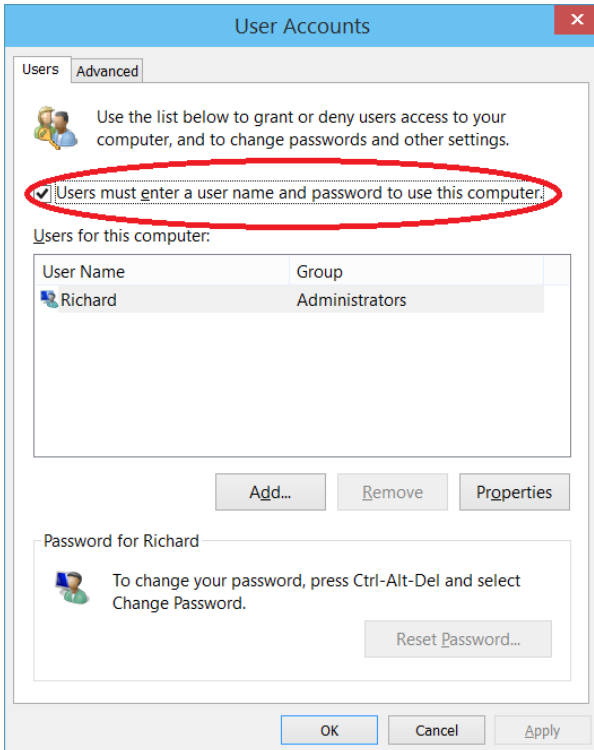 User Accounts
Users
Advanced
Use the list below to grant or deny users access to your
computer, and to change passwords and other settings.
Users must enter a user name and password to use this computer.
Users for this computer:
User Name Group
Richard Administrators
Add... Remove Properties
Password for Richard
To change your password, press Ctrl-Alt-Del and select
Change Password.
Reset Password...
OK Cancel Apply